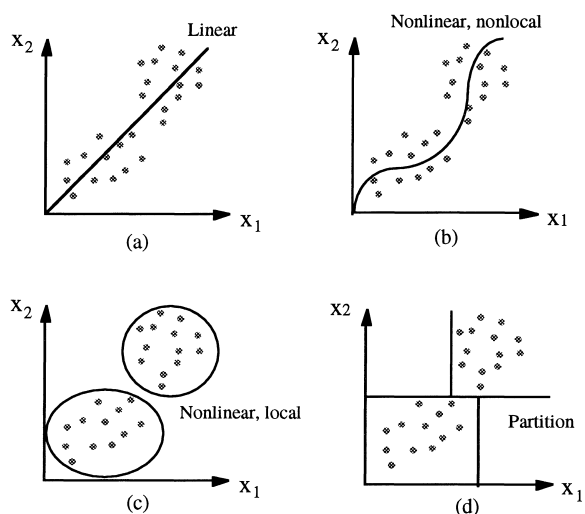 x2
Linear
x1
(a)
x2
Nonlinear, nonlocal
x1
(b)
x2
Nonlinear, local
x1
(c)
x2
Partition
x1
(d)